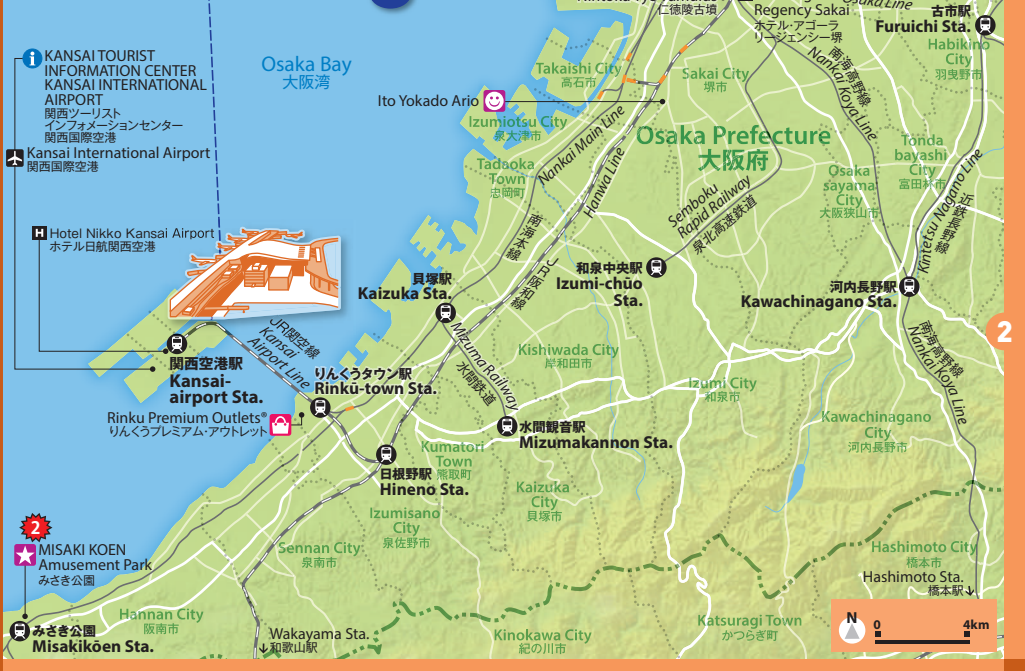 仁徳陵古墳
Regency Sakai
ホテル・アゴーラ
リージェンシー堺
Osaka Line
古市駅
Furuichi Sta.
Habikino
City
羽曳野市
KANSAI TOURIST
INFORMATION CENTER
KANSAI INTERNATIONAL
AIRPORT
関西ツーリスト
インフォメーションセンター
関西国際空港
Kansai International Airport
関西国際空港
Osaka Bay
大阪湾
Takaishi City
高石市
Sakai City
堺市
南海高野線
Nankai Koya Line
Ito Yokado Ario
Izumiotsu City
泉大津市
Osaka Prefecture
大阪府
Tonda
bayashi
City
富田林市
Tadaoka
Town
忠岡町
Nankai Main Line
南海本線
Hanwa Line
JR阪和線
Osaka
sayama
City
大阪狭山市
Semboku
Rapid Railway
泉北高速鉄道
Kintetsu Nagano Line
近鉄長野線
H
Hotel Nikko Kansai Airport
ホテル日航関西空港
貝塚駅
Kaizuka Sta.
和泉中央駅
Izumi-chūo
Sta.
河内長野駅
Kawachinagano Sta.
2
JR関空線
Kansai
Airport Line
関西空港駅
Kansai-
airport Sta.
りんくうタウン駅
Rinkū-town Sta.
Mizuma Railway
水間鉄道
Kishiwada City
岸和田市
Izumi City
和泉市
南海高野線
Nankai Koya Line
Rinku Premium Outlets®
りんくうプレミアム・アウトレット
水間観音駅
Mizumakannon Sta.
Kawachinagano
City
河内長野市
Kumatori
Town
熊取町
日根野駅
Hineno Sta.
Kaizuka
City
貝塚市
Izumisano
City
泉佐野市
2
MISAKI KOEN
Amusement Park
みさき公園
Sennan City
泉南市
Hashimoto City
橋本市
Hashimoto Sta.
橋本駅↓
Hannan City
阪南市
みさき公園
Misakikōen Sta.
Wakayama Sta.
↓和歌山駅
Kinokawa City
紀の川市
Katsuragi Town
かつらぎ町
N
0 4km